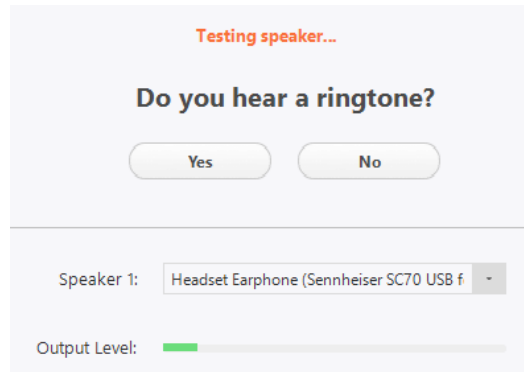 Testing speaker...
Do you hear a ringtone?
Yes No
Speaker 1: Headset Earphone (Sennheiser SC70 USB f
Output Level: